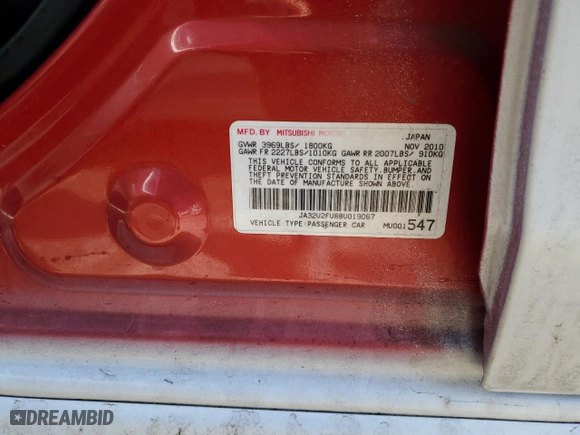 MFD. BY MITSUBISHI MOTORS JAPAN
GVWR 3969LBS/ 1800KG NOV 2010
GAWR FR 2227LBS/1010KG GAWR RR 2007LBS/ 910KG
THIS VEHICLE CONFORMS TO ALL APPLICABLE
FEDERAL MOTOR VEHICLE SAFETY,BUMPER,AND
THEFT PREVENTION STANDARDS IN EFFECT ON
THE DATE OF MANUFACTURE SHOWN ABOVE.
JA32U2FU8BU019067
VEHICLE TYPE:PASSENGER CAR MU001547
DREAMBID